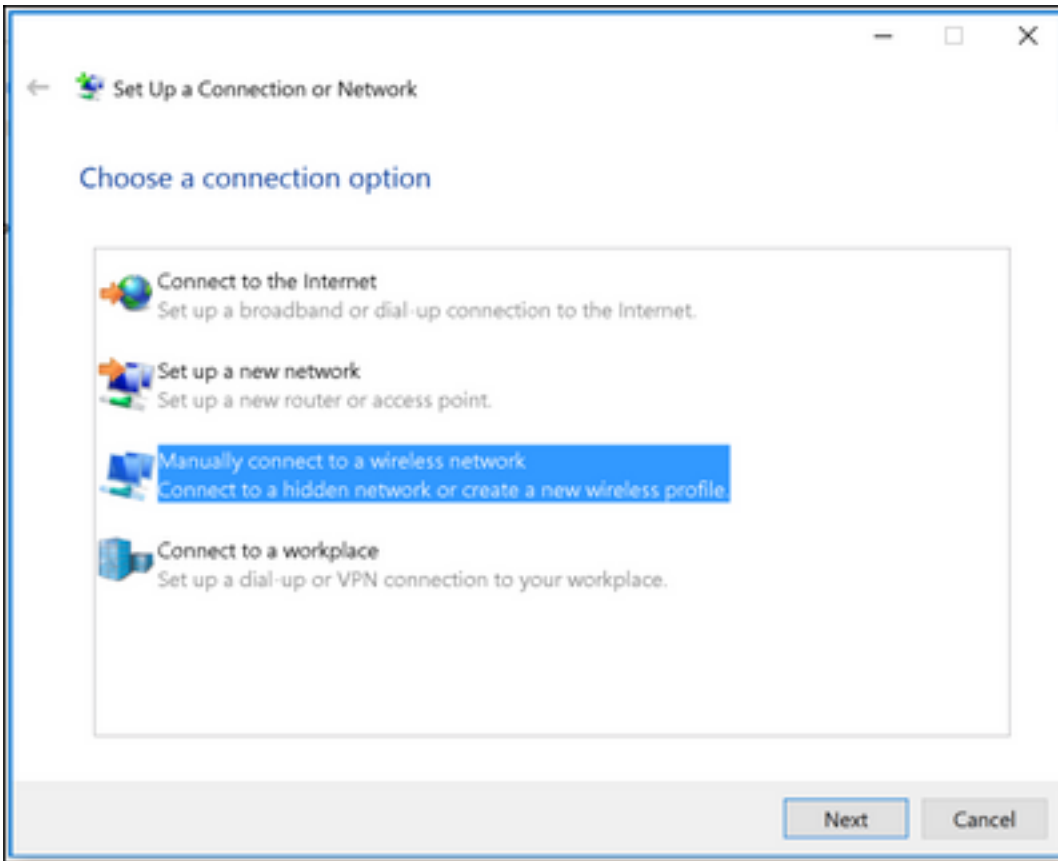 Set Up a Connection or Network
Choose a connection option
Connect to the Internet
Set up a broadband or dial-up connection to the Internet.
Set up a new network
Set up a new router or access point.
Manually connect to a wireless network
Connect to a hidden network or create a new wireless profile.
Connect to a workplace
Set up a dial-up or VPN connection to your workplace.
Next
Cancel